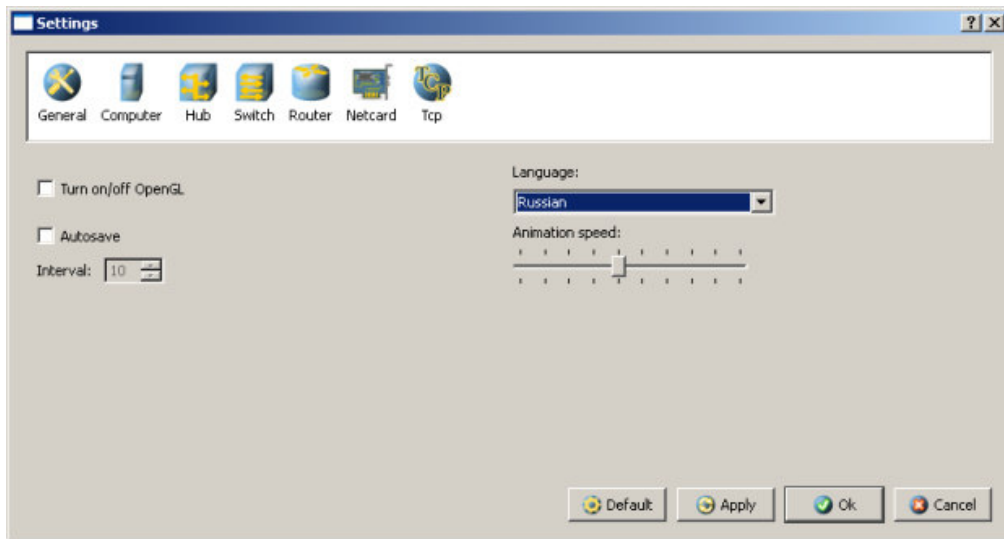 Settings
General Computer Hub Switch Router Netcard Tcp
Turn on/off OpenGL
Autosave
Interval: 10
Language:
Russian
Animation speed:
Default Apply Ok Cancel